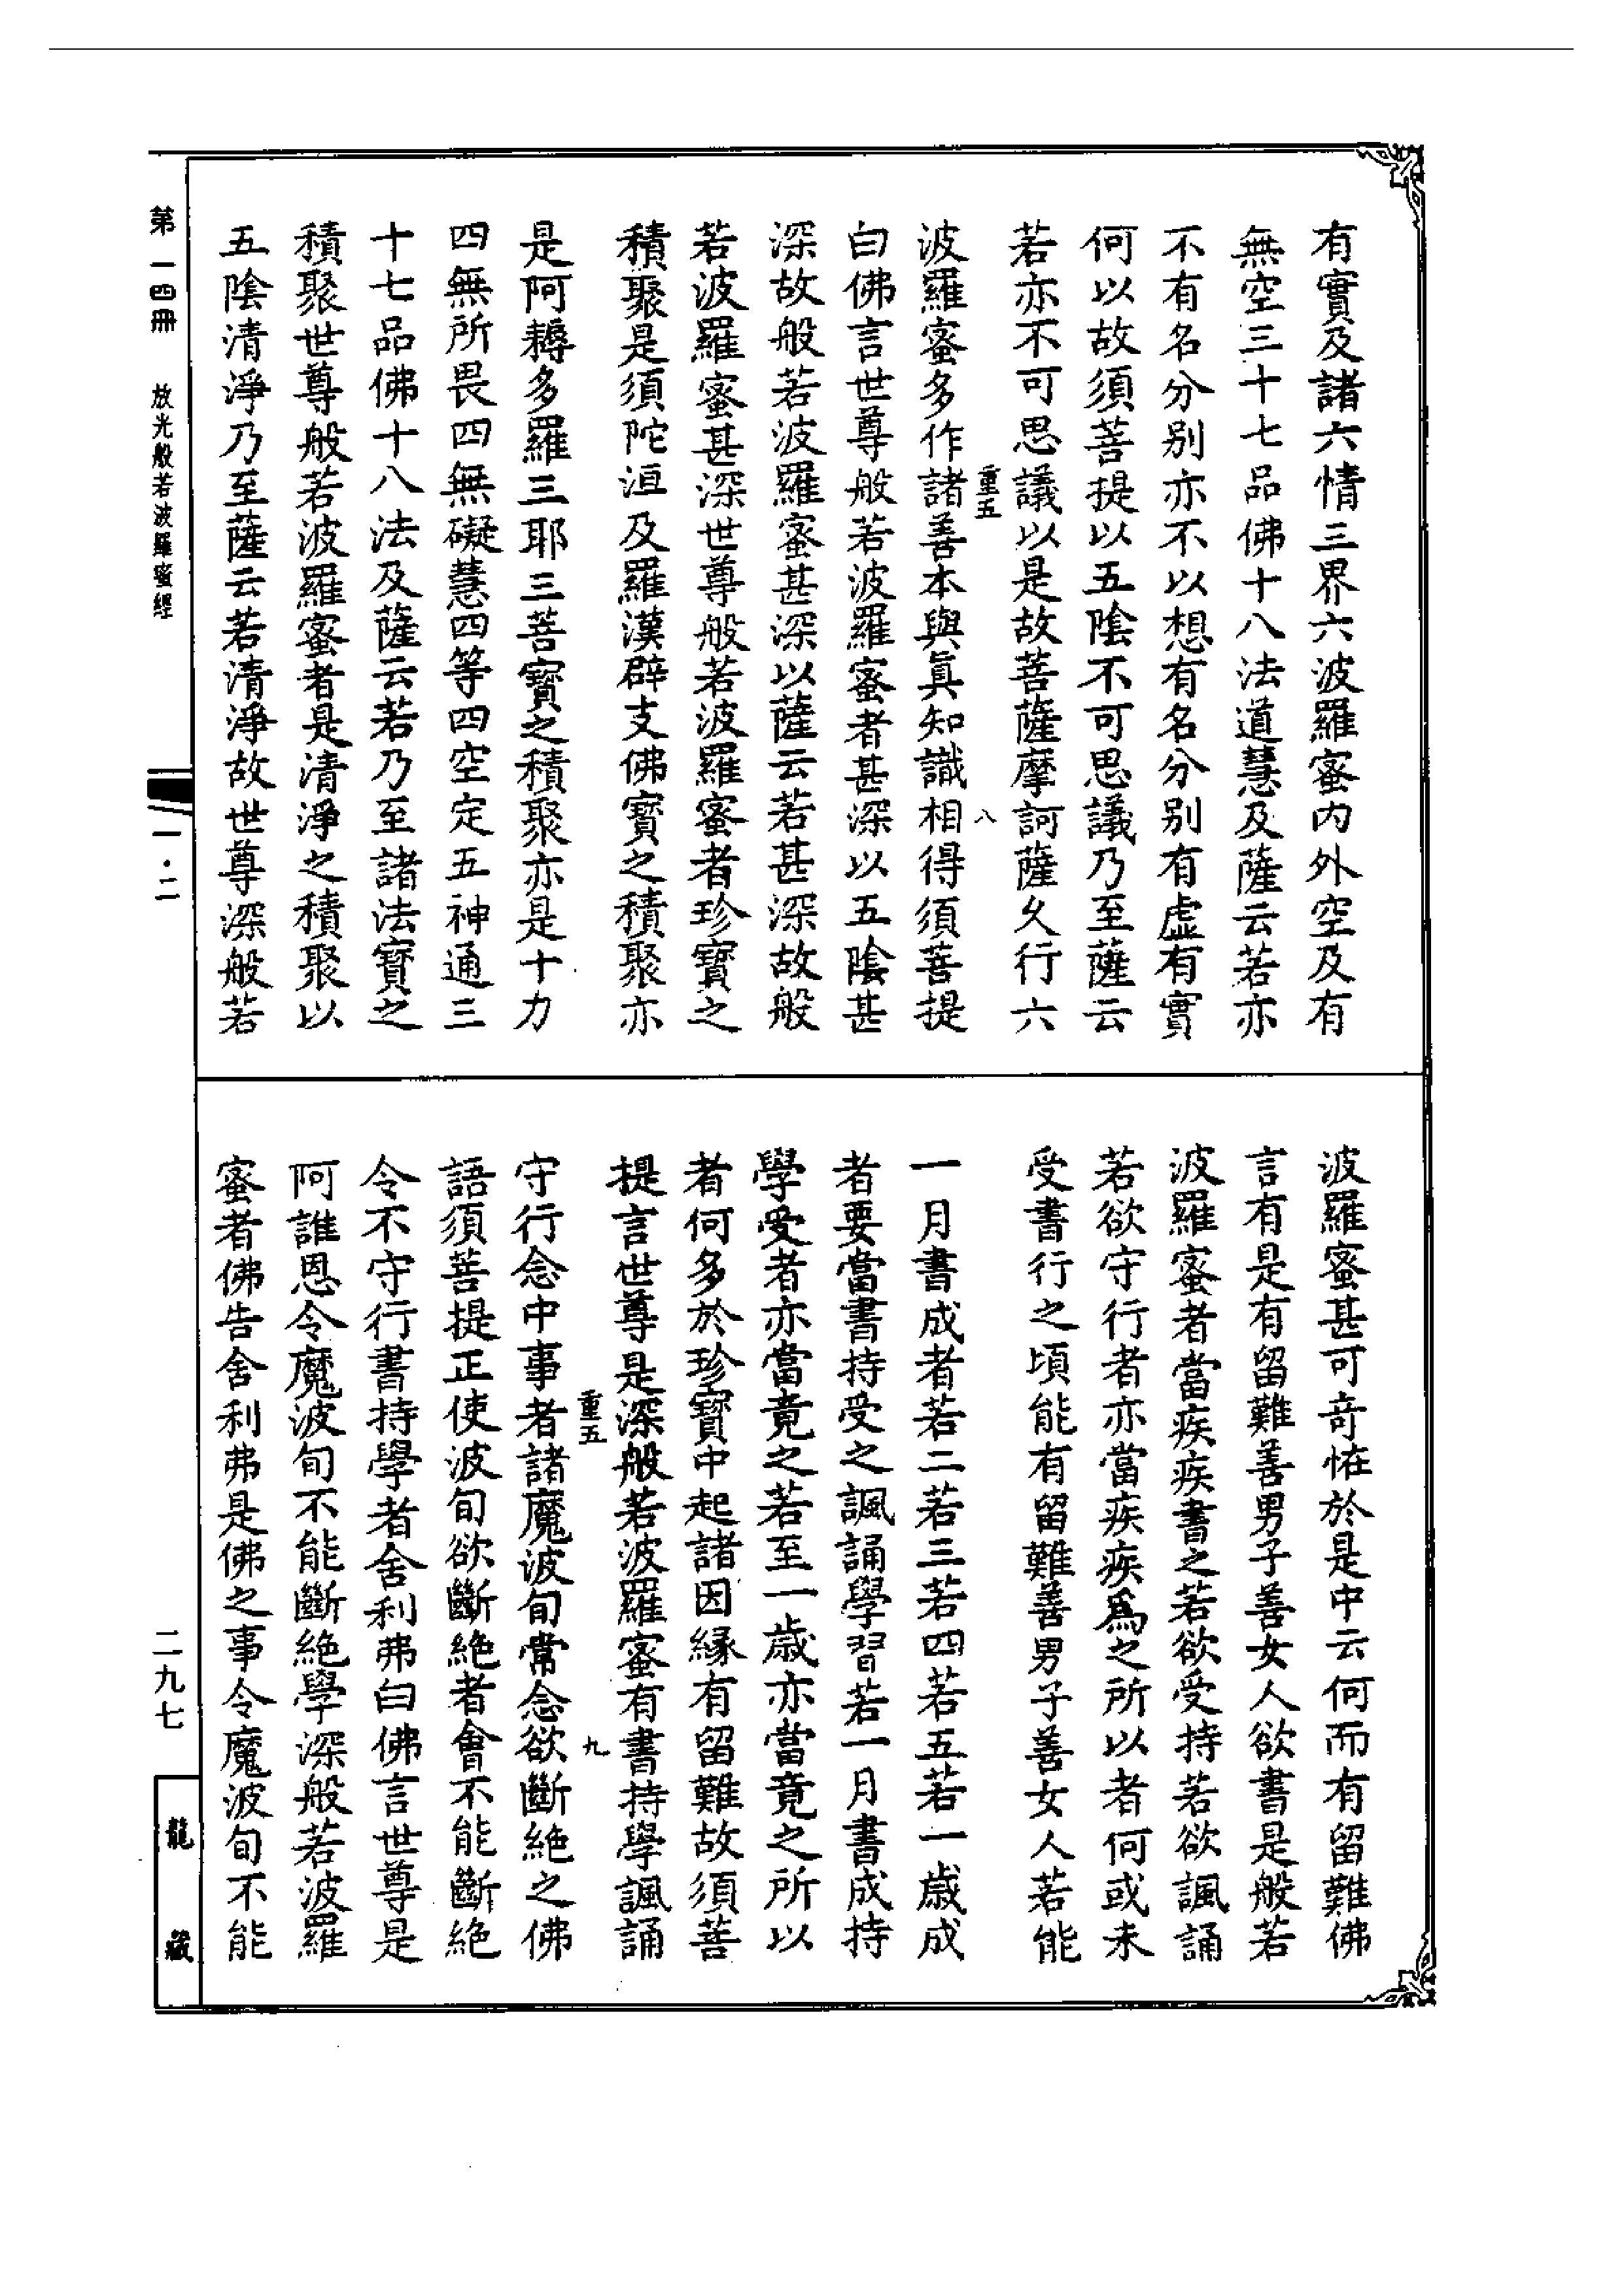 有實及諸六情三界六波羅蜜內外空及有
無空三十七品佛十八法道慧及薩云若亦
不有名分別亦不以想有名分別有虛有實
何以故須菩提以五陰不可思議乃至薩云
若亦不可思議以是故菩薩摩訶薩久行六
重五
八
波羅蜜多作諸善本與真知識相得須菩提
白佛言世尊般若波羅蜜者甚深以五陰甚
深故般若波羅蜜甚深以薩云若甚深故般
若波羅蜜甚深世尊般若波羅蜜者珍寶之
積聚是須陀洹及羅漢辟支佛寶之積聚亦
是阿耨多羅三耶三菩寶之積聚亦是十力
四無所畏四無礙慧四等四空定五神通三
十七品佛十八法及薩云若乃至諸法寶之
積聚世尊般若波羅蜜者是清淨之積聚以
五陰清淨乃至薩云若清淨故世尊深般若
波羅蜜甚可奇怪於是中云何而有留難佛
言有是有留難善男子善女人欲書是般若
波羅蜜者當疾疾書之若欲受持若欲諷誦
若欲守行者亦當疾疾為之所以者何或未
受書行之頃能有留難善男子善女人若能
一月書成者若二若三若四若五若一歲成
者要當書持受之諷誦學習若一月書成持
學受者亦當竟之若至一歲亦當竟之所以
者何多於珍寶中起諸因緣有留難故須菩
提言世尊是深般若波羅蜜有書持學諷誦
重五
九
守行念中事者諸魔波旬常念欲斷絕之佛
語須菩提正使波旬欲斷絕者會不能斷絕
令不守行書持學者舍利弗白佛言世尊是
阿誰恩令魔波旬不能斷絕學深般若波羅
蜜者佛告舍利弗是佛之事令魔波旬不能
第一四冊 放光般若波羅蜜經
一·二
二九七
龍藏